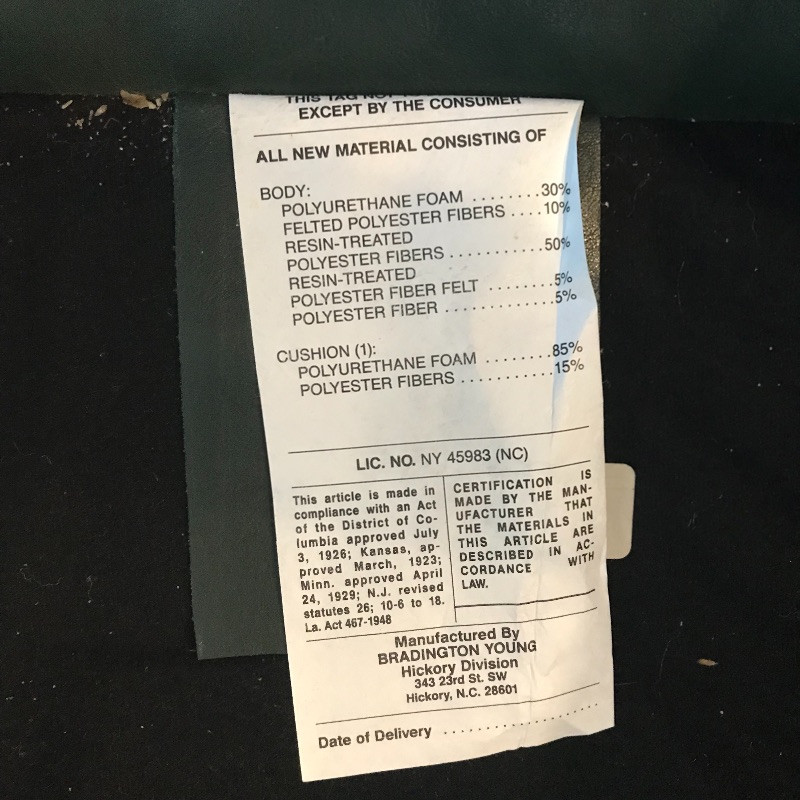 THIS TAG NOT
EXCEPT BY THE CONSUMER
ALL NEW MATERIAL CONSISTING OF
BODY:
POLYURETHANE FOAM ........30%
FELTED POLYESTER FIBERS ....10%
RESIN-TREATED
POLYESTER FIBERS ...........50%
RESIN-TREATED
POLYESTER FIBER FELT ........5%
POLYESTER FIBER .............5%
CUSHION (1):
POLYURETHANE FOAM ........85%
POLYESTER FIBERS ...........15%
LIC. NO. NY 45983 (NC)
This article is made in
compliance with an Act
of the District of Co-
lumbia approved July
3, 1926; Kansas, ap-
proved March, 1923;
Minn. approved April
24, 1929; N.J. revised
statutes 26; 10-6 to 18.
La. Act 467-1948
CERTIFICATION IS
MADE BY THE MAN-
UFACTURER THAT
THE MATERIALS IN
THIS ARTICLE ARE
DESCRIBED IN AC-
CORDANCE WITH
LAW.
Manufactured By
BRADINGTON YOUNG
Hickory Division
343 23rd St. SW
Hickory, N.C. 28601
Date of Delivery ......................